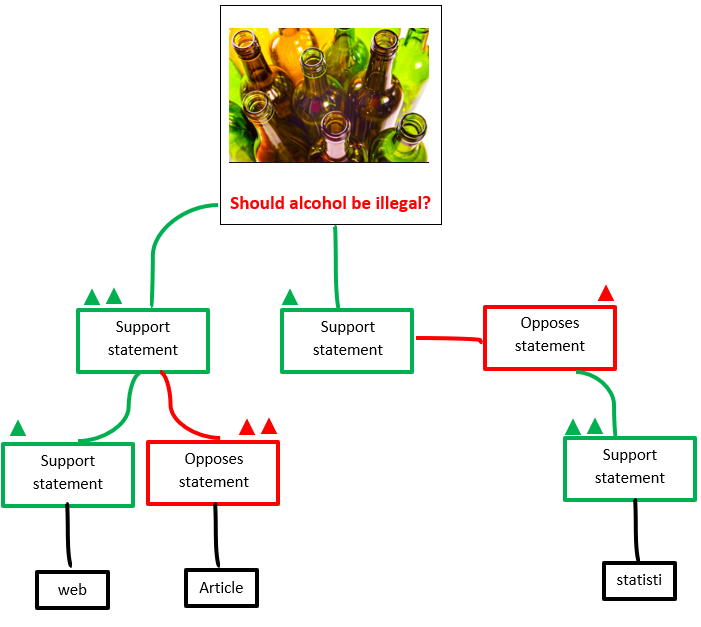 Should alcohol be illegal?
Support
statement
Support
statement
Opposes
statement
Support
statement
Opposes
statement
Support
statement
web
Article
statisti